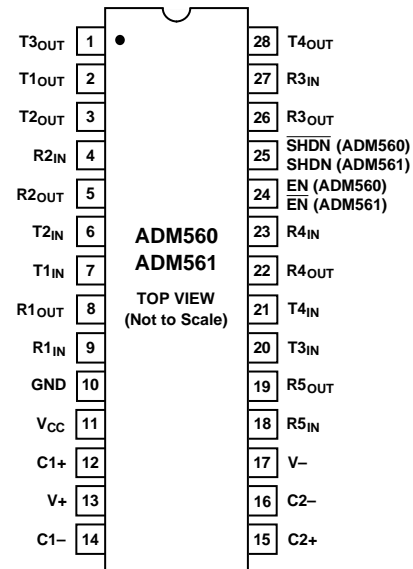 T3OUT 1 28 T4OUT
T1OUT 2 27 R3IN
T2OUT 3 26 R3OUT
R2IN 4 25 S̅H̅D̅N̅ (ADM560)
SHDN (ADM561)
R2OUT 5 24 EN (ADM560)
E̅N̅ (ADM561)
T2IN 6 23 R4IN
ADM560
T1IN 7 22 R4OUT
ADM561
R1OUT 8 TOP VIEW 21 T4IN
(Not to Scale)
R1IN 9 20 T3IN
GND 10 19 R5OUT
VCC 11 18 R5IN
C1+ 12 17 V–
V+ 13 16 C2–
C1– 14 15 C2+